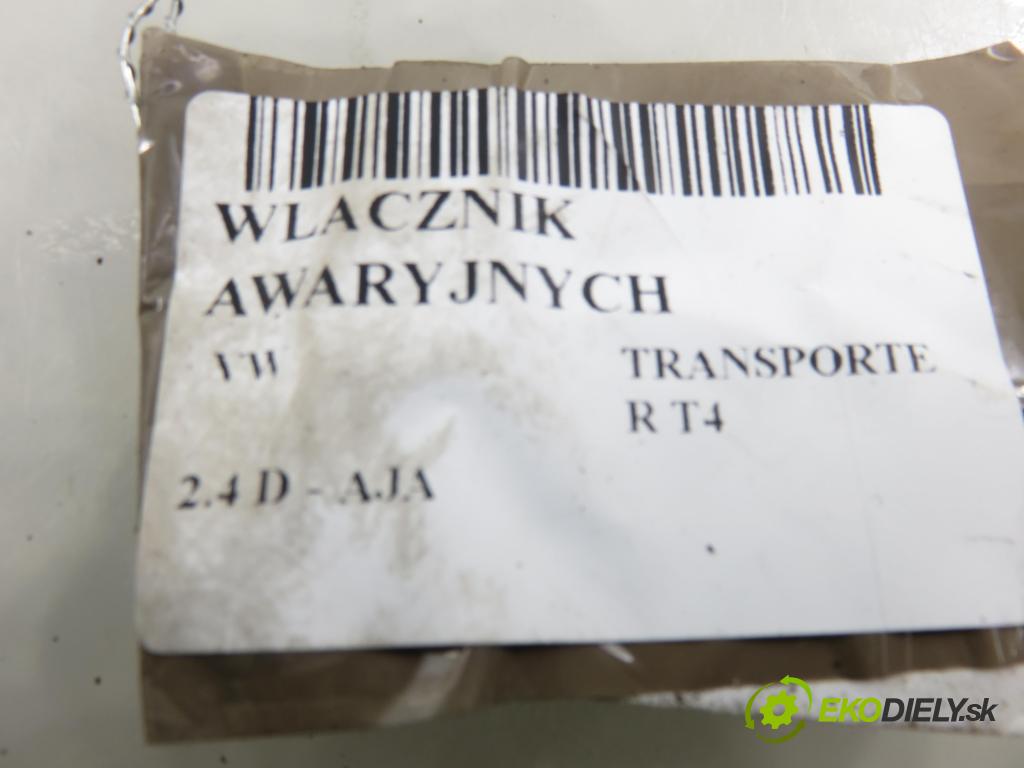 WLACZNIK
AWARYJNYCH
VW TRANSPORTE
R T4
2.4 D - AJA
EKODIELY.sk